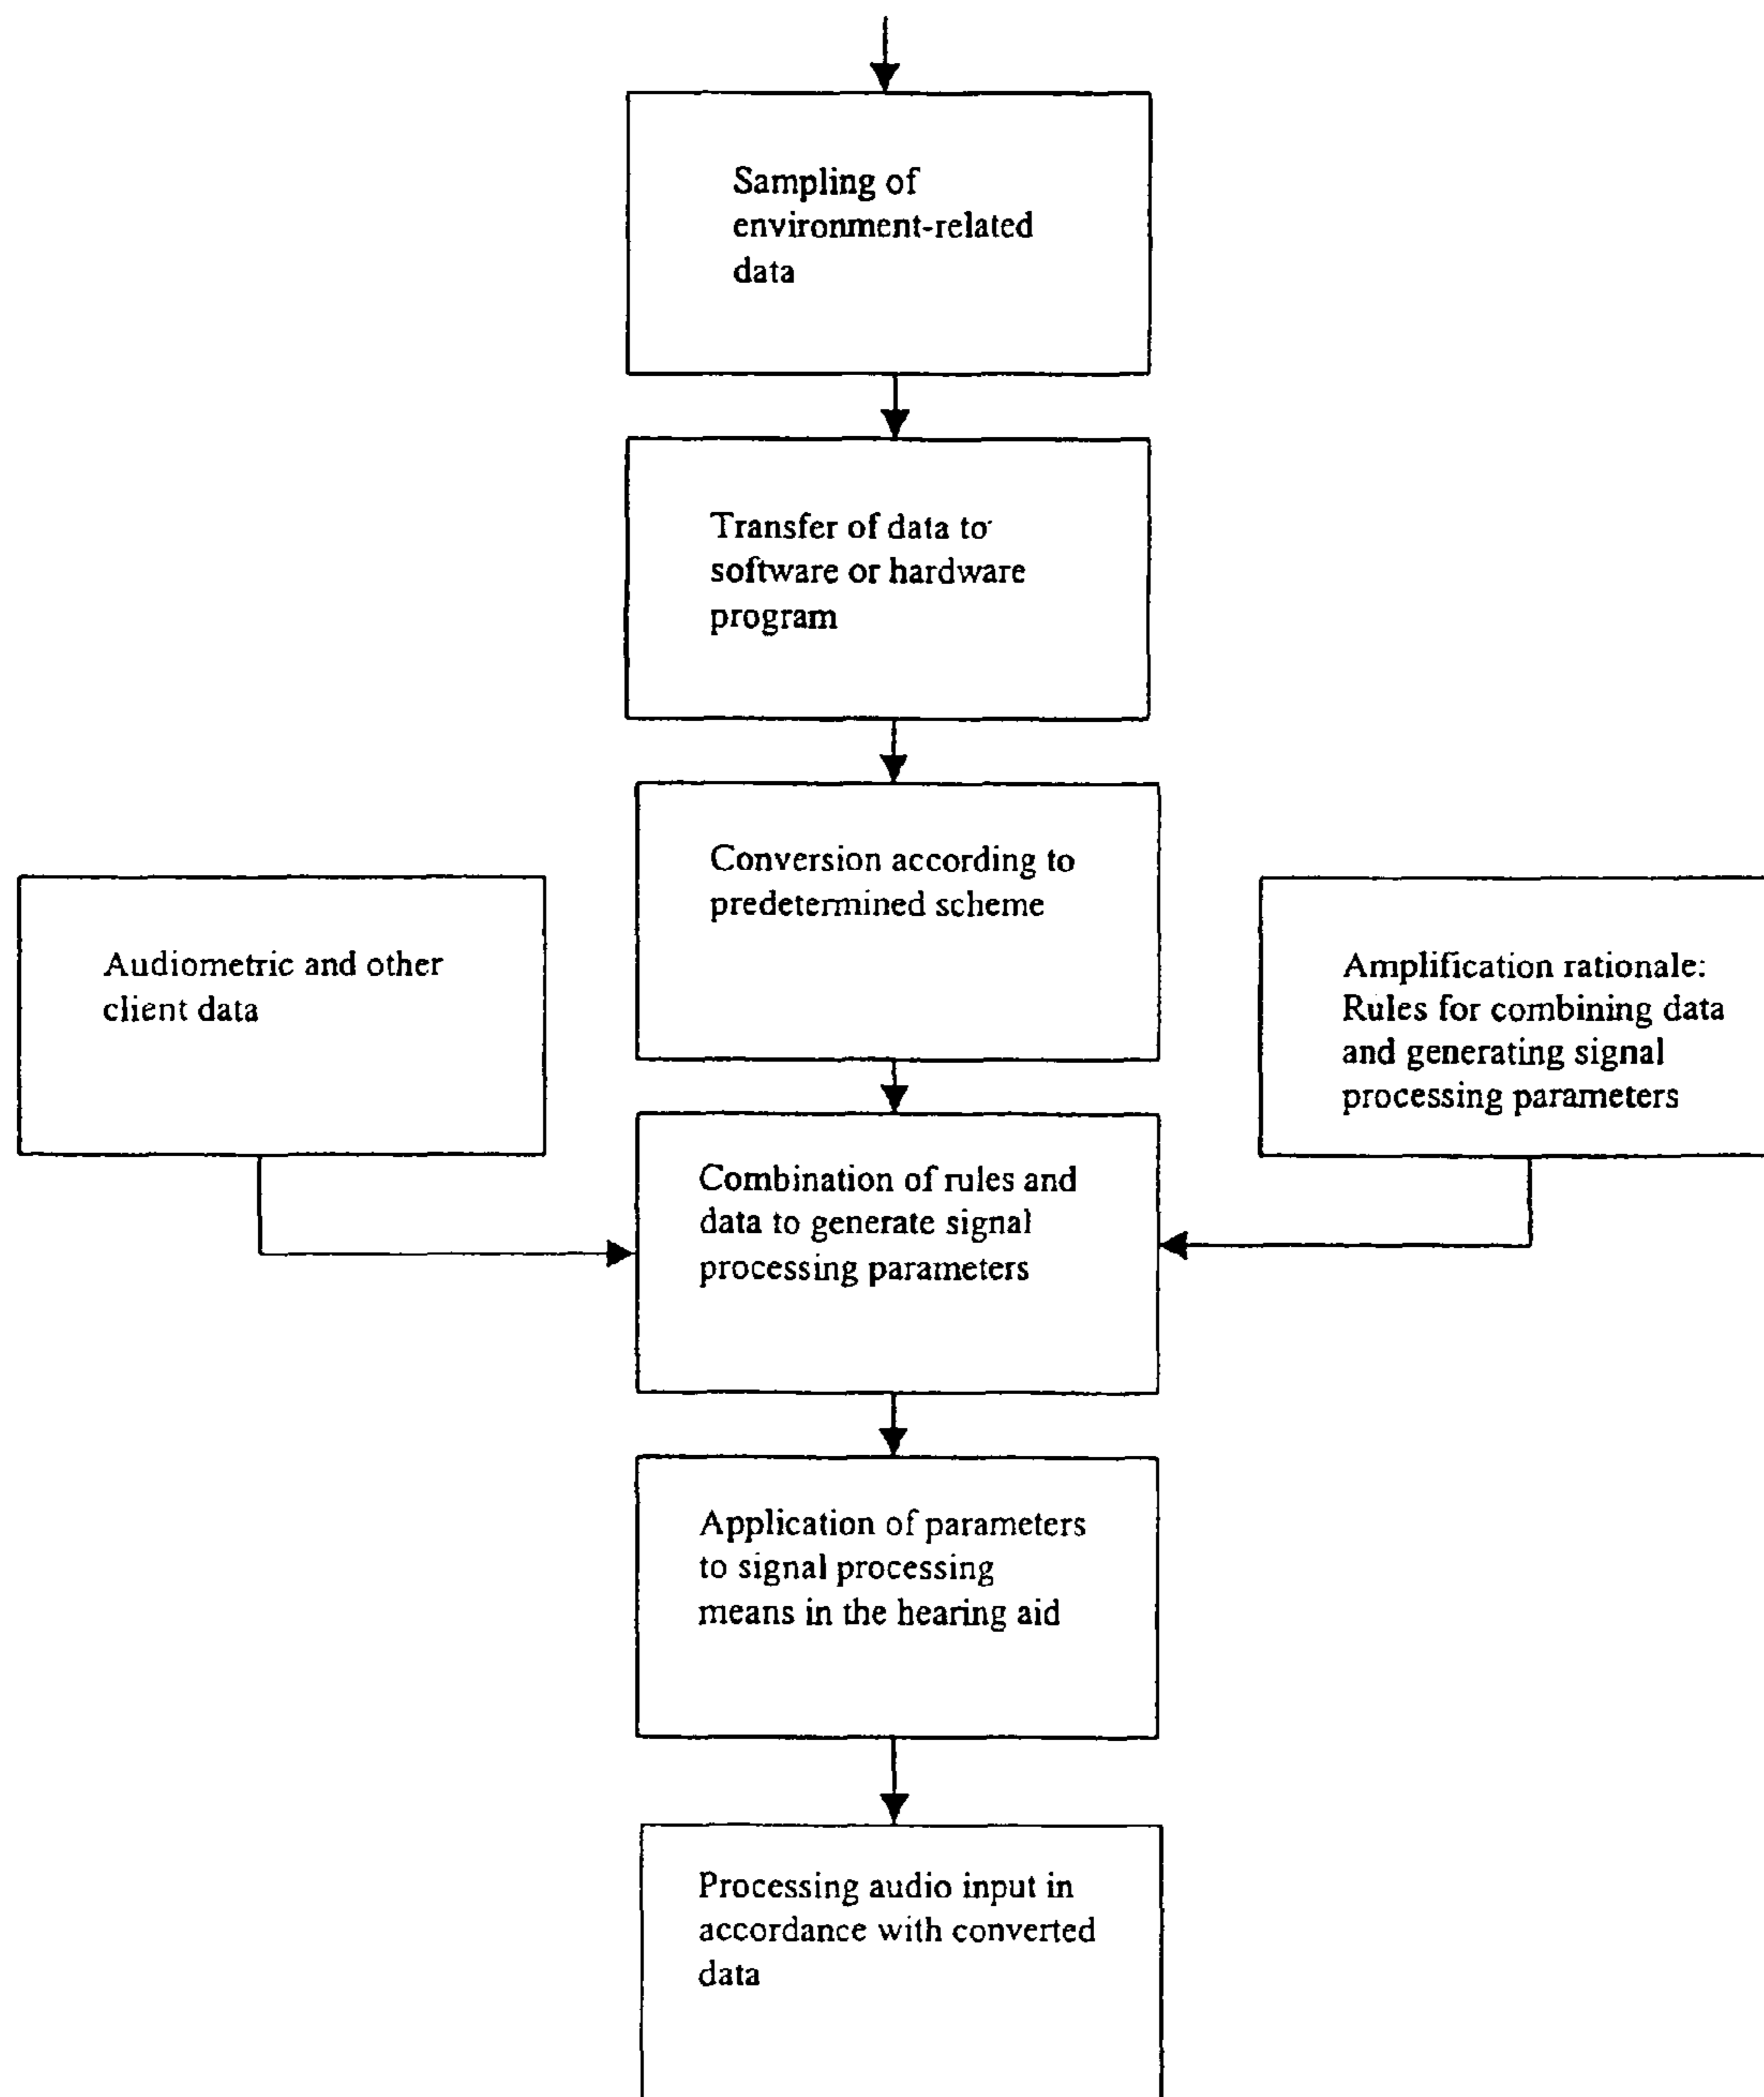 Sampling of
environment-related
data
Transfer of data to
software or hardware
program
Conversion according to
predetermined scheme
Audiometric and other
client data
Amplification rationale:
Rules for combining data
and generating signal
processing parameters
Combination of rules and
data to generate signal
processing parameters
Application of parameters
to signal processing
means in the hearing aid
Processing audio input in
accordance with converted
data